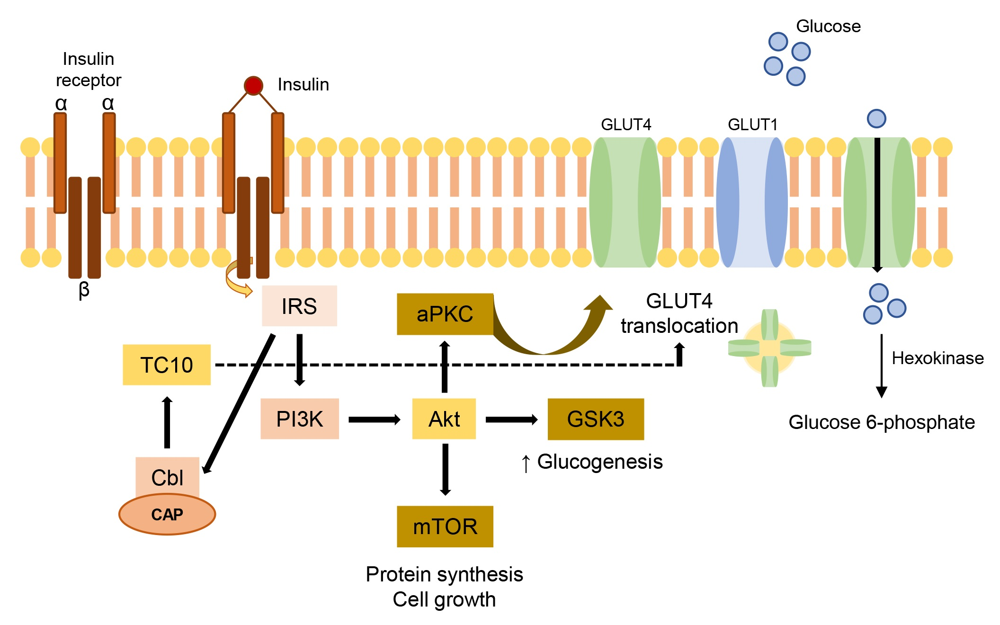 Glucose
Insulin
receptor
α α
Insulin
GLUT4
GLUT1
β
IRS
aPKC
GLUT4
translocation
TC10
Hexokinase
PI3K
Akt
GSK3
Glucose 6-phosphate
↑ Glucogenesis
Cbl
CAP
mTOR
Protein synthesis
Cell growth